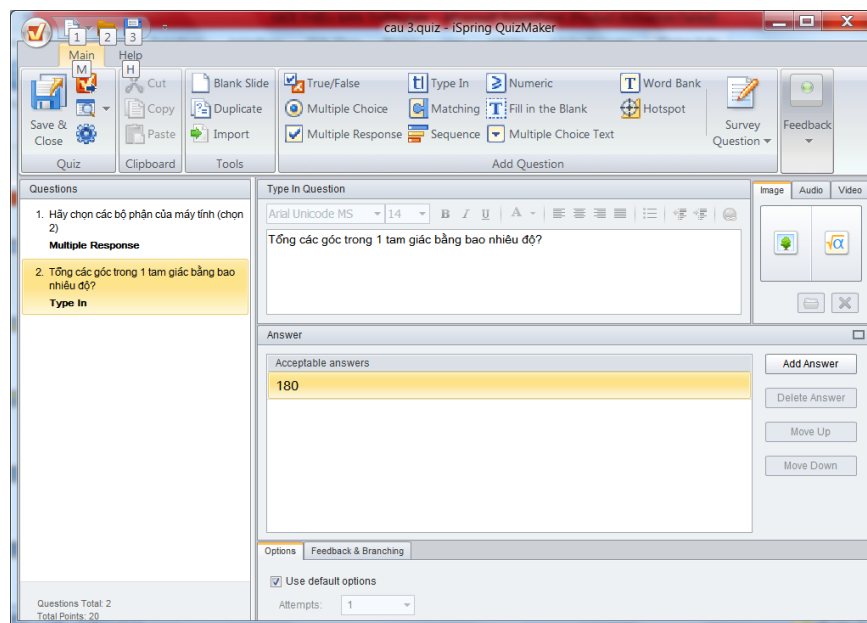 cau 3.quiz - iSpring QuizMaker
1 2 3
Main Help
M H
Save & Close
Cut
Copy
Paste
Blank Slide
Duplicate
Import
True/False
Multiple Choice
Multiple Response
Type In
Matching
Sequence
Numeric
Fill in the Blank
Multiple Choice Text
Word Bank
Hotspot
Survey Question
Feedback
Quiz Clipboard Tools Add Question
Questions
1. Hãy chọn các bộ phận của máy tính (chọn
2)
Multiple Response
2. Tổng các góc trong 1 tam giác bằng bao
nhiêu độ?
Type In
Questions Total: 2
Total Points: 20
Type In Question
Arial Unicode MS 14 B I U A
Tổng các góc trong 1 tam giác bằng bao nhiêu độ?
Image Audio Video
√α
Answer
Acceptable answers
180
Add Answer
Delete Answer
Move Up
Move Down
Options Feedback & Branching
Use default options
Attempts: 1